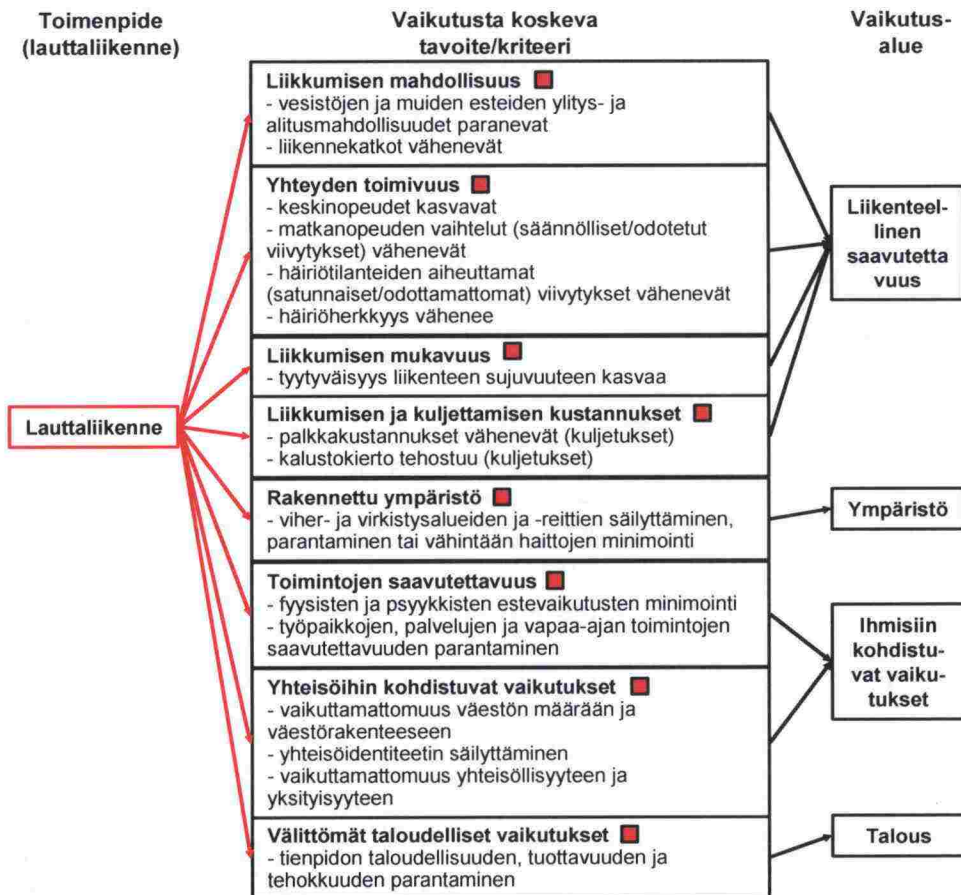 Toimenpide
(lauttaliikenne)
Vaikutusta koskeva
tavoite/kriteeri
Vaikutus-
alue
Liikkumisen mahdollisuus
- vesistöjen ja muiden esteiden ylitys- ja
alitusmahdollisuudet paranevat
- liikennekatkot vähenevät
Yhteyden toimivuus
- keskinopeudet kasvavat
- matkanopeuden vaihtelut (säännölliset/odotetut
viivytykset) vähenevät
- häiriötilanteiden aiheuttamat
(satunnaiset/odottamattomat) viivytykset vähenevät
- häiriöherkkyys vähenee
Liikkumisen mukavuus
- tyytyväisyys liikenteen sujuvuuteen kasvaa
Liikkumisen ja kuljettamisen kustannukset
- palkkakustannukset vähenevät (kuljetukset)
- kalustokierto tehostuu (kuljetukset)
Rakennettu ympäristö
- viher- ja virkistysalueiden ja -reittien säilyttäminen,
parantaminen tai vähintään haittojen minimointi
Toimintojen saavutettavuus
- fyysisten ja psyykkisten estevaikutusten minimointi
- työpaikkojen, palvelujen ja vapaa-ajan toimintojen
saavutettavuuden parantaminen
Yhteisöihin kohdistuvat vaikutukset
- vaikuttamattomuus väestön määrään ja
väestörakenteeseen
- yhteisöidentiteetin säilyttäminen
- vaikuttamattomuus yhteisöllisyyteen ja
yksityisyyteen
Välittömät taloudelliset vaikutukset
- tienpidon taloudellisuuden, tuottavuuden ja
tehokkuuden parantaminen
Lauttaliikenne
Liikenteel-
linen
saavutetta
vuus
Ympäristö
Ihmisiin
kohdistu-
vat vaiku-
tukset
Talous